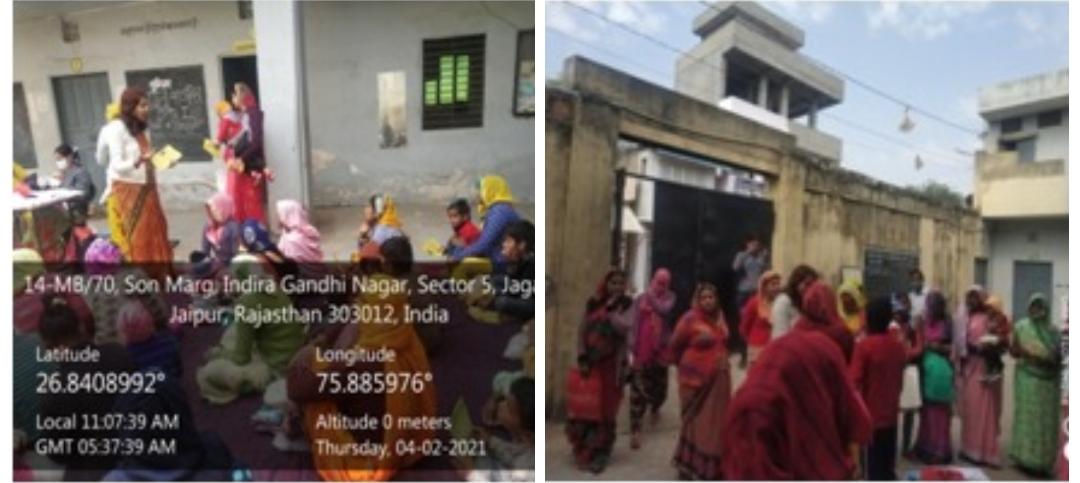 14-MB/70, Son Marg, Indira Gandhi Nagar, Sector 5, Jaga
Jaipur, Rajasthan 303012, India
Latitude
26.8408992°
Longitude
75.885976°
Local 11:07:39 AM
GMT 05:37:39 AM
Altitude 0 meters
Thursday, 04-02-2021